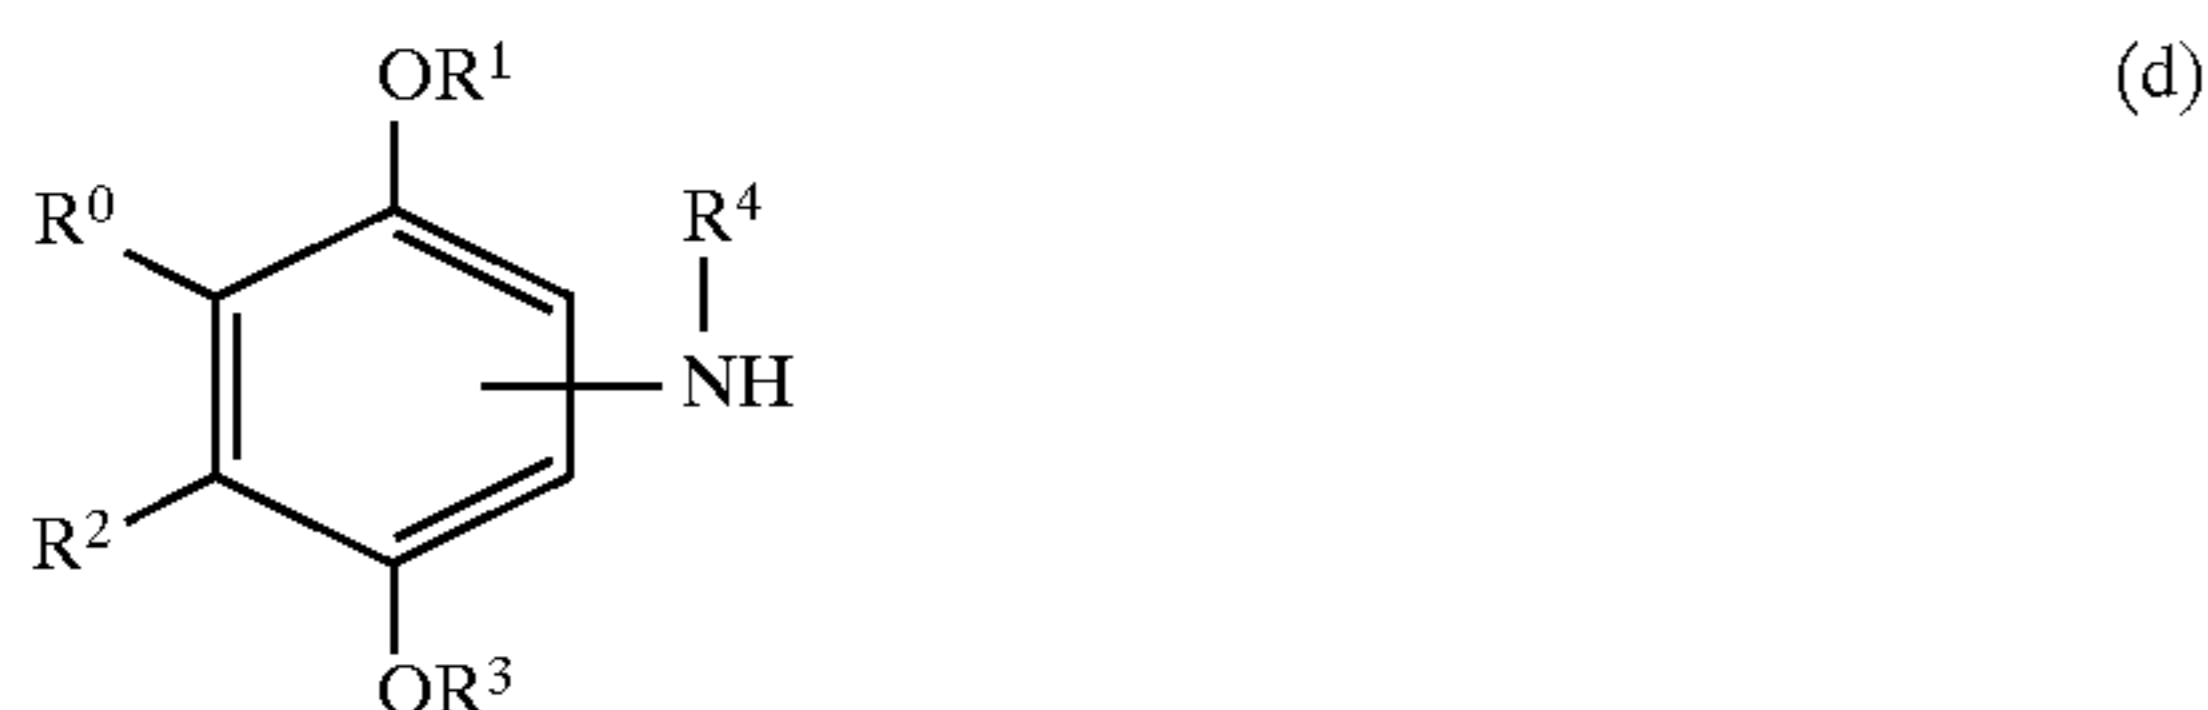 OR¹ (d)
R⁰ R⁴
NH
R²
OR³